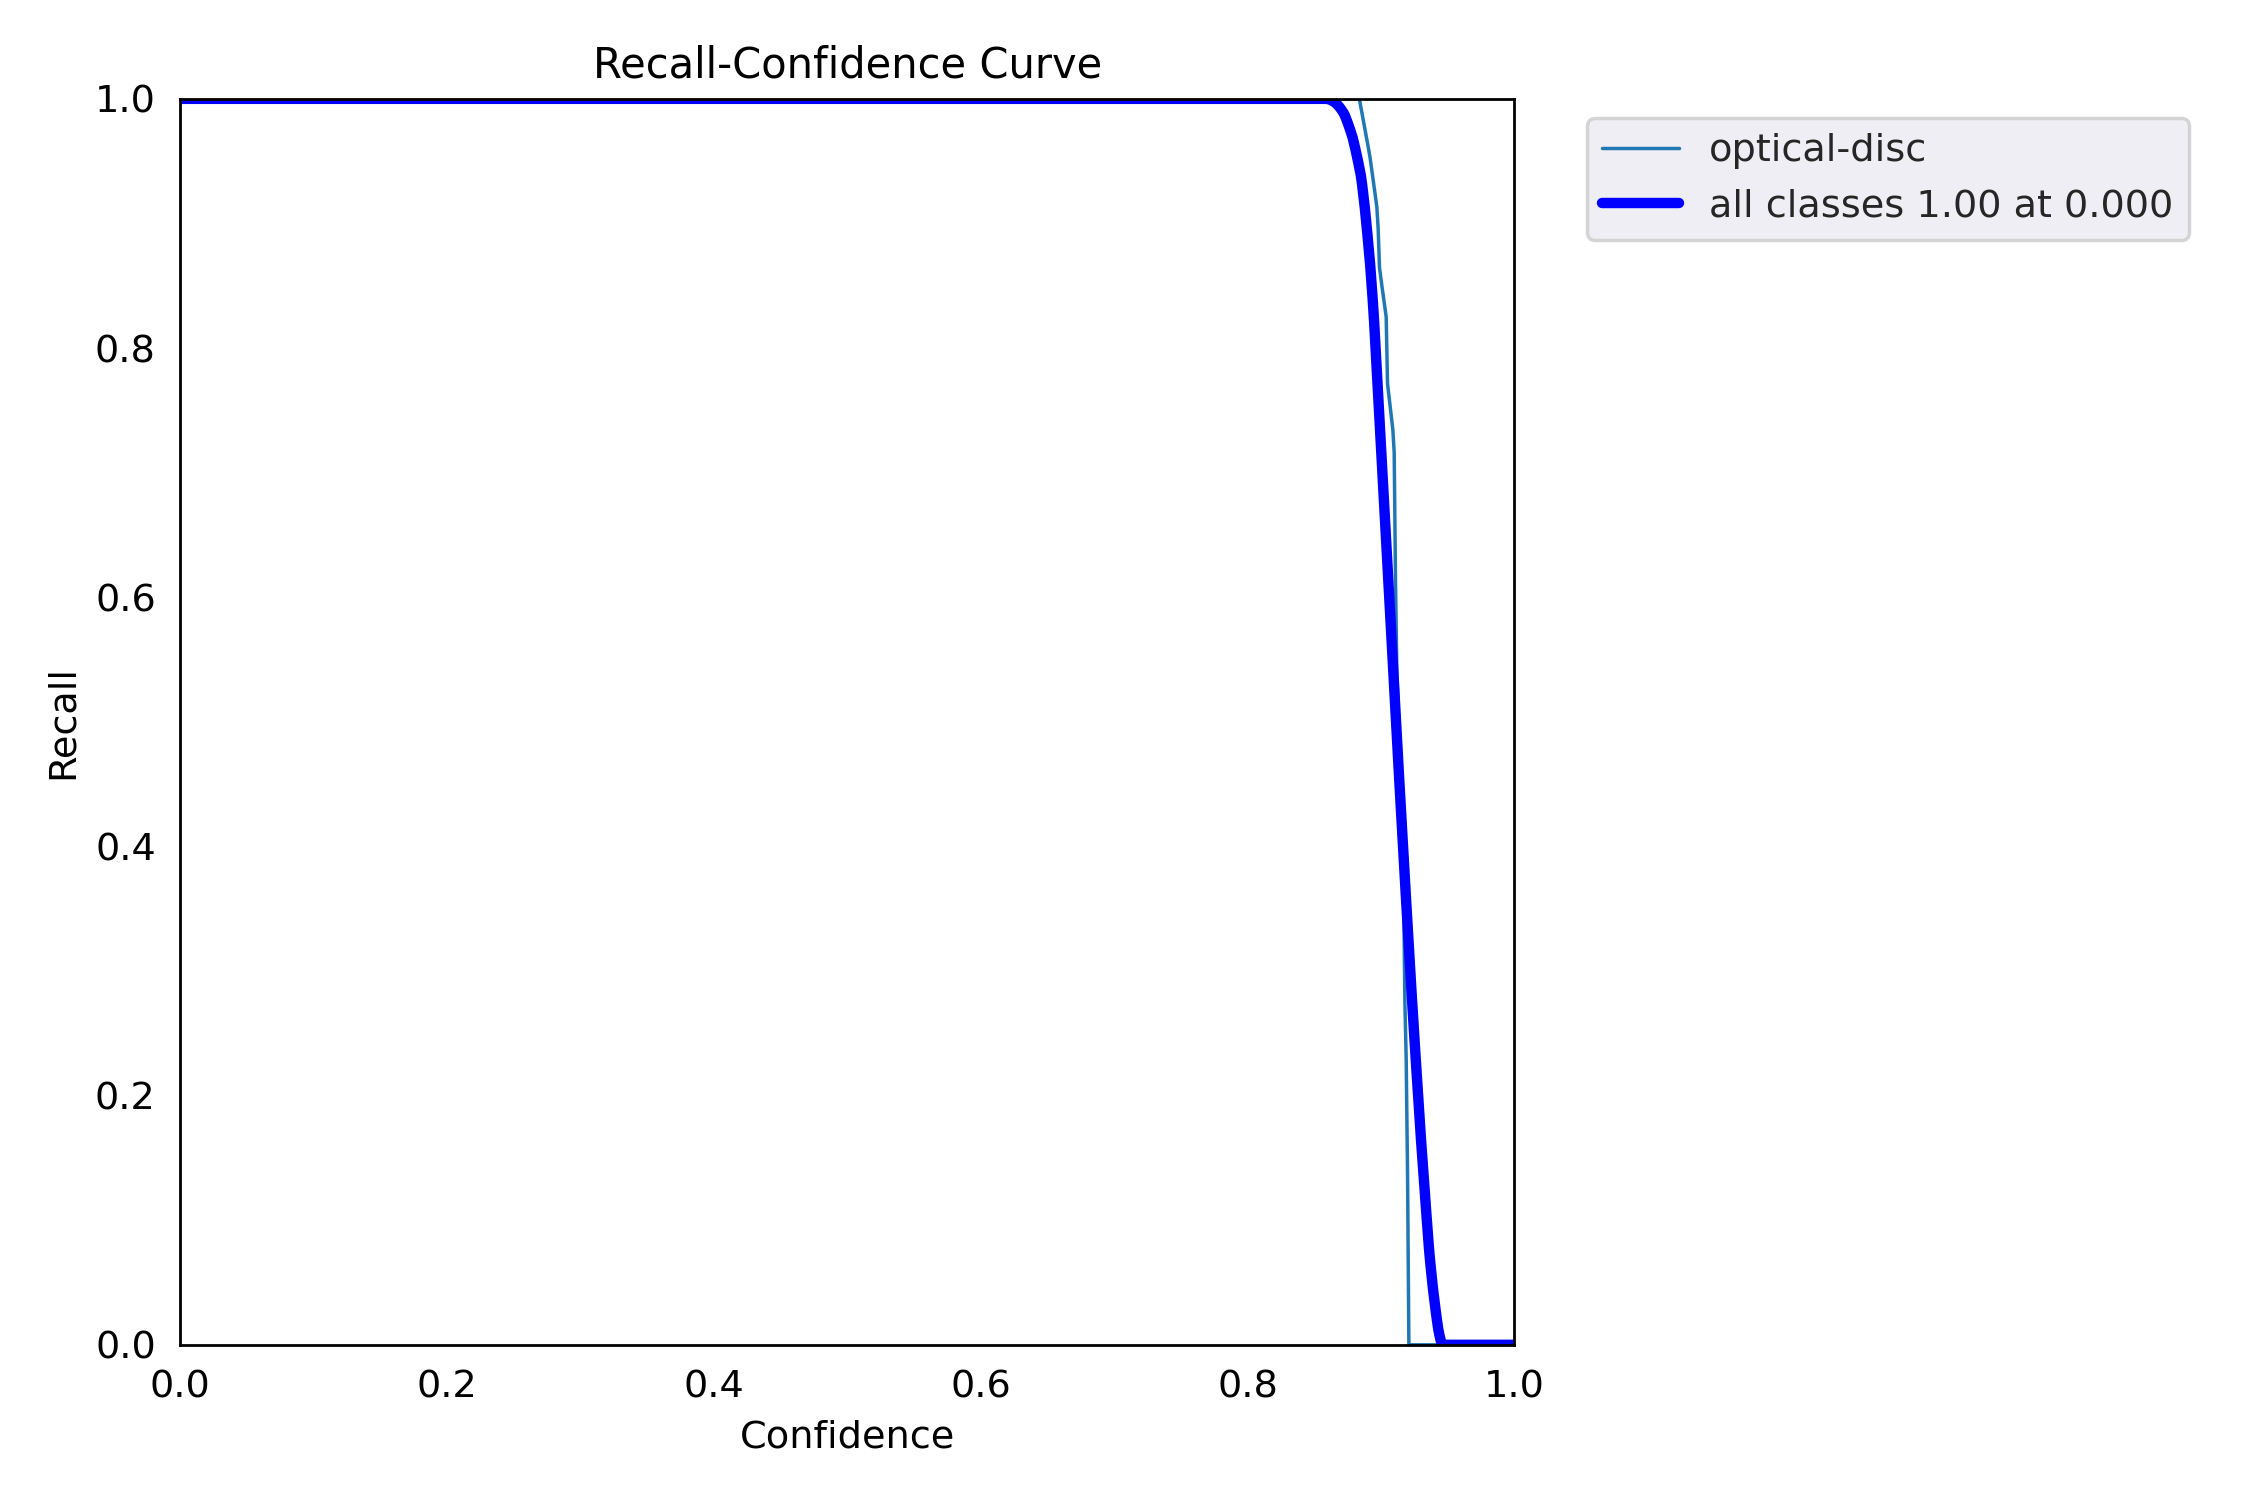 Recall-Confidence Curve
optical-disc
all classes 1.00 at 0.000
1.0
0.8
0.6
0.4
0.2
0.0
Recall
0.0 0.2 0.4 0.6 0.8 1.0
Confidence